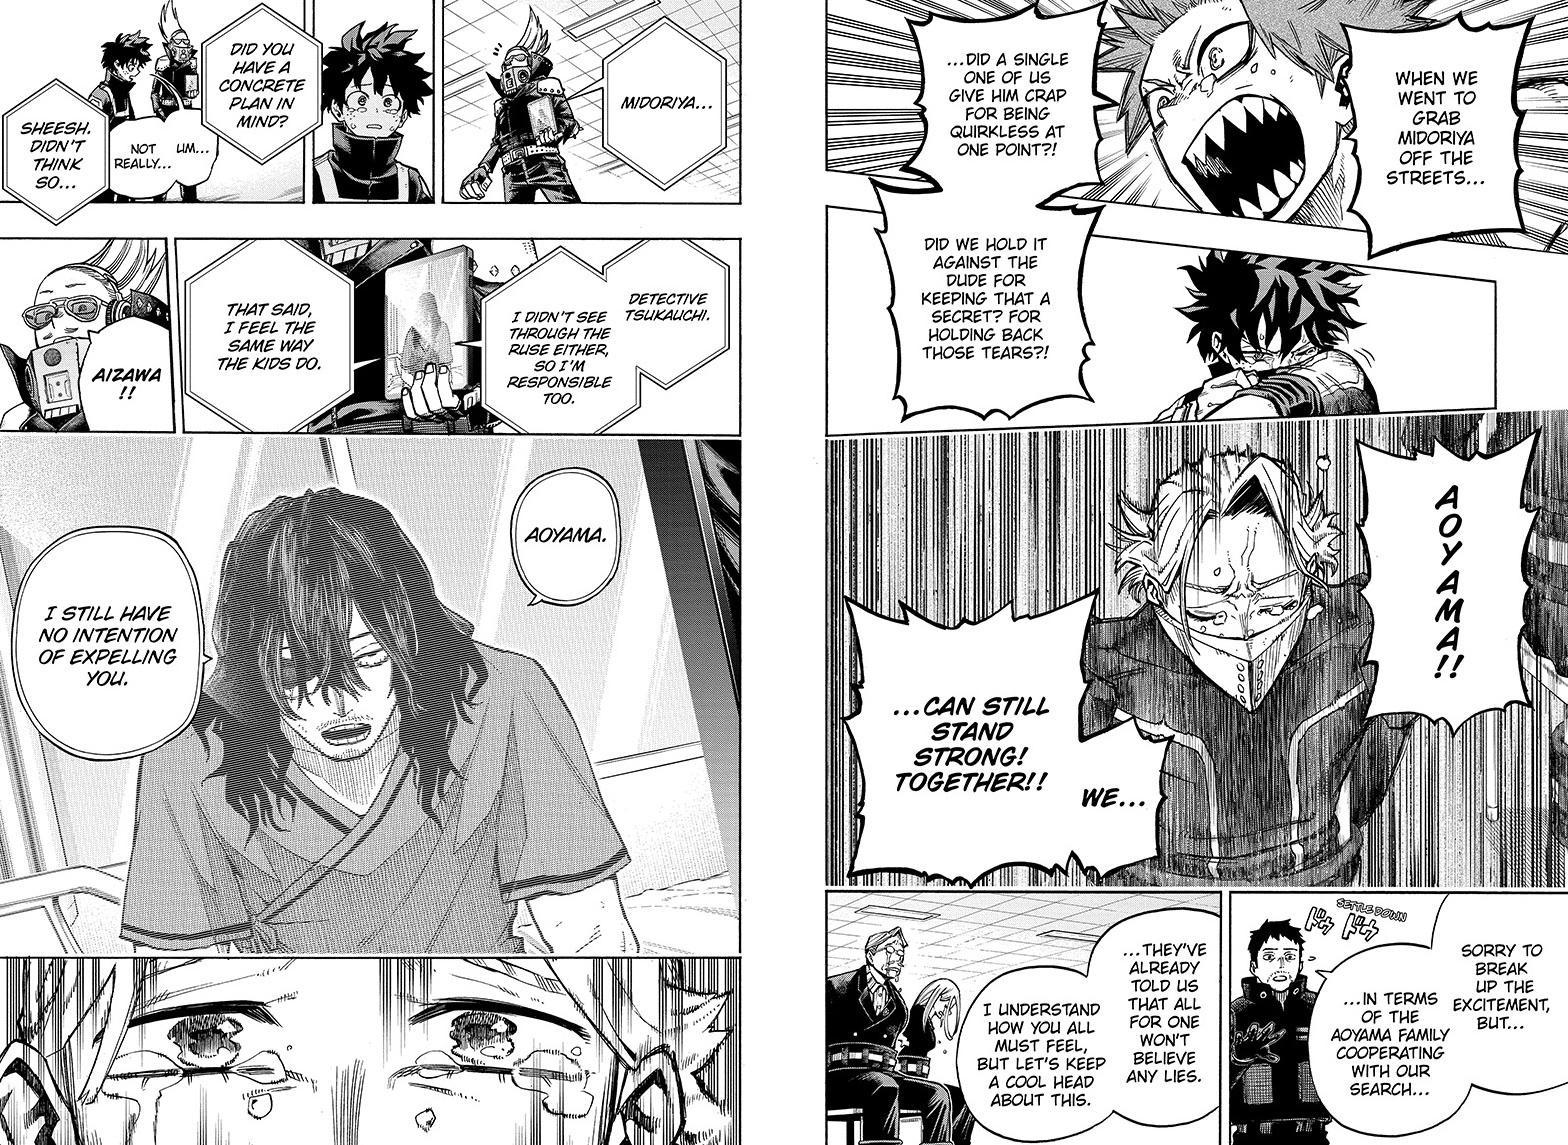 WHEN WE
WENT TO
GRAB
MIDORIYA
OFF THE
STREETS...
...DID A SINGLE
ONE OF US
GIVE HIM CRAP
FOR BEING
QUIRKLESS AT
ONE POINT?!
DID WE HOLD IT
AGAINST THE
DUDE FOR
KEEPING THAT A
SECRET? FOR
HOLDING BACK
THOSE TEARS?!
AOYAMA!!
WE...
...CAN STILL
STAND
STRONG!
TOGETHER!!
SETTLE DOWN
ドゥ ドゥ
SORRY TO
BREAK
UP THE
EXCITEMENT,
BUT...
...IN TERMS
OF THE
AOYAMA FAMILY
COOPERATING
WITH OUR
SEARCH...
...THEY'VE
ALREADY
TOLD US
THAT ALL
FOR ONE
WON'T
BELIEVE
ANY LIES.
I UNDERSTAND
HOW YOU ALL
MUST FEEL,
BUT LET'S KEEP
A COOL HEAD
ABOUT THIS.
MIDORIYA...
DID YOU
HAVE A
CONCRETE
PLAN IN
MIND?
UM...
NOT
REALLY...
SHEESH.
DIDN'T
THINK
SO...
DETECTIVE
TSUKAUCHI.
I DIDN'T SEE
THROUGH THE
RUSE EITHER,
SO I'M
RESPONSIBLE
TOO.
THAT SAID,
I FEEL THE
SAME WAY
THE KIDS DO.
AIZAWA
!!
AOYAMA.
I STILL HAVE
NO INTENTION
OF EXPELLING
YOU.